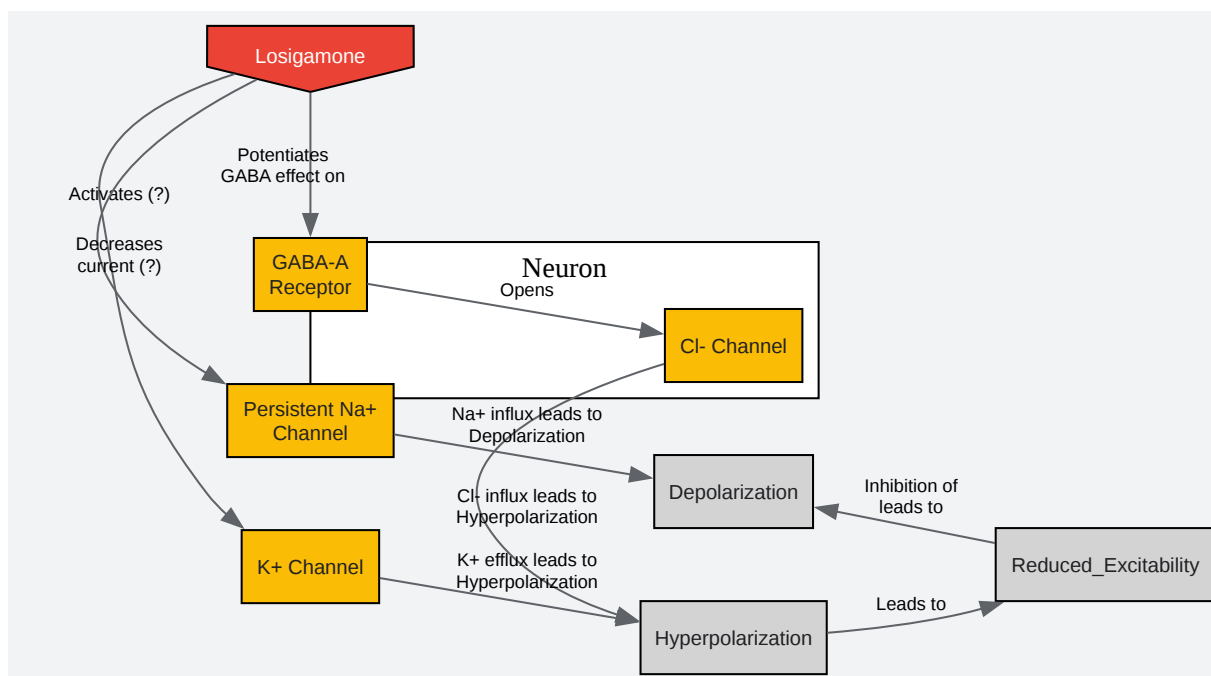 Losigamone
Potentiates
GABA effect on
Activates (?)
Decreases
current (?)
GABA-A
Receptor
Neuron
Opens
Cl- Channel
Persistent Na+
Channel
Na+ influx leads to
Depolarization
Depolarization
Inhibition of
leads to
Cl- influx leads to
Hyperpolarization
K+ Channel
K+ efflux leads to
Hyperpolarization
Reduced_Excitability
Leads to
Hyperpolarization